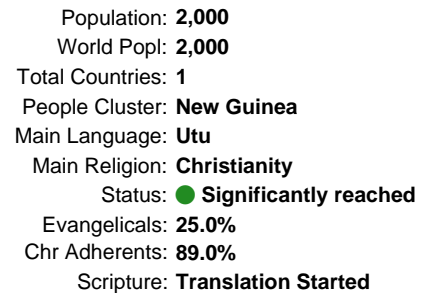 Population: 2,000
World Popl: 2,000
Total Countries: 1
People Cluster: New Guinea
Main Language: Utu
Main Religion: Christianity
Status: Significantly reached
Evangelicals: 25.0%
Chr Adherents: 89.0%
Scripture: Translation Started